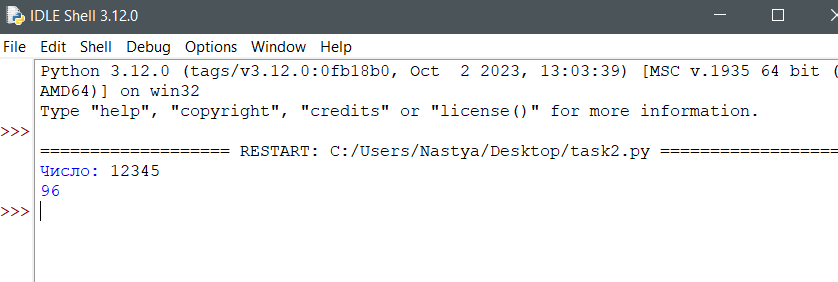 IDLE Shell 3.12.0
File Edit Shell Debug Options Window Help
Python 3.12.0 (tags/v3.12.0:0fb18b0, Oct  2 2023, 13:03:39) [MSC v.1935 64 bit (
AMD64)] on win32
Type "help", "copyright", "credits" or "license()" for more information.
>>>
=================== RESTART: C:/Users/Nastya/Desktop/task2.py ==================
Число: 12345
96
>>>